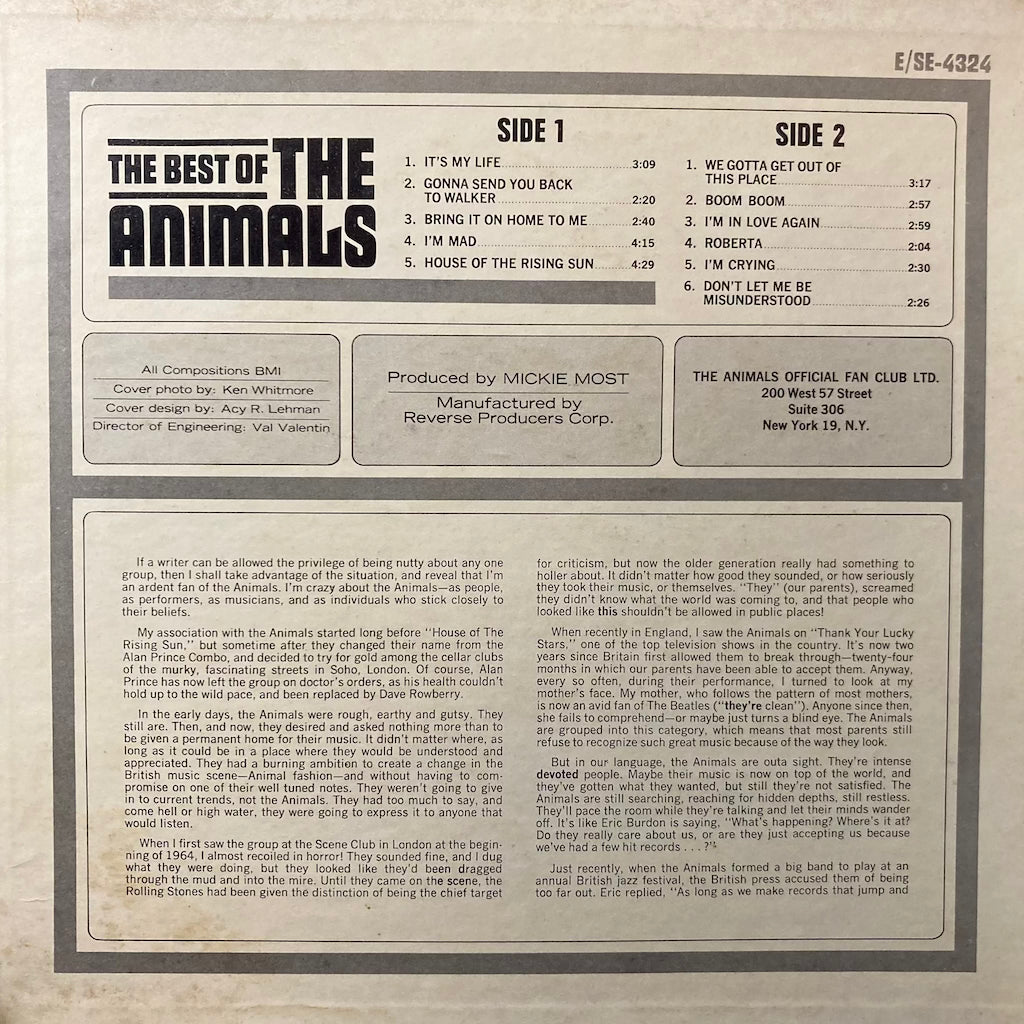 E/SE-4324
THE BEST OF THE
ANIMALS
SIDE 1
1. IT'S MY LIFE 3:09
2. GONNA SEND YOU BACK
TO WALKER 2:20
3. BRING IT ON HOME TO ME 2:40
4. I'M MAD 4:15
5. HOUSE OF THE RISING SUN 4:29
SIDE 2
1. WE GOTTA GET OUT OF
THIS PLACE 3:17
2. BOOM BOOM 2:57
3. I'M IN LOVE AGAIN 2:59
4. ROBERTA 2:04
5. I'M CRYING 2:30
6. DON'T LET ME BE
MISUNDERSTOOD 2:26
All Compositions BMI
Cover photo by: Ken Whitmore
Cover design by: Acy R. Lehman
Director of Engineering: Val Valentin
Produced by MICKIE MOST
Manufactured by
Reverse Producers Corp.
THE ANIMALS OFFICIAL FAN CLUB LTD.
200 West 57 Street
Suite 306
New York 19, N.Y.
If a writer can be allowed the privilege of being nutty about any one
group, then I shall take advantage of the situation, and reveal that I'm
an ardent fan of the Animals. I'm crazy about the Animals—as people,
as performers, as musicians, and as individuals who stick closely to
their beliefs.
My association with the Animals started long before "House of The
Rising Sun," but sometime after they changed their name from the
Alan Prince Combo, and decided to try for gold among the cellar clubs
of the murky, fascinating streets in Soho, London. Of course, Alan
Prince has now left the group on doctor's orders, as his health couldn't
hold up to the wild pace, and been replaced by Dave Rowberry.
In the early days, the Animals were rough, earthy and gutsy. They
still are. Then, and now, they desired and asked nothing more than to
be given a permanent home for their music. It didn't matter where, as
long as it could be in a place where they would be understood and
appreciated. They had a burning ambition to create a change in the
British music scene—Animal fashion—and without having to com-
promise on one of their well tuned notes. They weren't going to give
in to current trends, not the Animals. They had too much to say, and
come hell or high water, they were going to express it to anyone that
would listen.
When I first saw the group at the Scene Club in London at the begin-
ning of 1964, I almost recoiled in horror! They sounded fine, and I dug
what they were doing, but they looked like they'd been dragged
through the mud and into the mire. Until they came on the scene, the
Rolling Stones had been given the distinction of being the chief target
for criticism, but now the older generation really had something to
holler about. It didn't matter how good they sounded, or how seriously
they took their music, or themselves. "They" (our parents), screamed
they didn't know what the world was coming to, and that people who
looked like this shouldn't be allowed in public places!
When recently in England, I saw the Animals on "Thank Your Lucky
Stars," one of the top television shows in the country. It's now two
years since Britain first allowed them to break through—twenty-four
months in which our parents have been able to accept them. Anyway,
every so often, during their performance, I turned to look at my
mother's face. My mother, who follows the pattern of most mothers,
is now an avid fan of The Beatles ("they're clean"). Anyone since then,
she fails to comprehend—or maybe just turns a blind eye. The Animals
are grouped into this category, which means that most parents still
refuse to recognize such great music because of the way they look.
But in our language, the Animals are outa sight. They're intense
devoted people. Maybe their music is now on top of the world, and
they've gotten what they wanted, but still they're not satisfied. The
Animals are still searching, reaching for hidden depths, still restless.
They'll pace the room while they're talking and let their minds wander
off. It's like Eric Burdon is saying, "What's happening? Where's it at?
Do they really care about us, or are they just accepting us because
we've had a few hit records . . . ?"
Just recently, when the Animals formed a big band to play at an
annual British jazz festival, the British press accused them of being
too far out. Eric replied, "As long as we make records that jump and